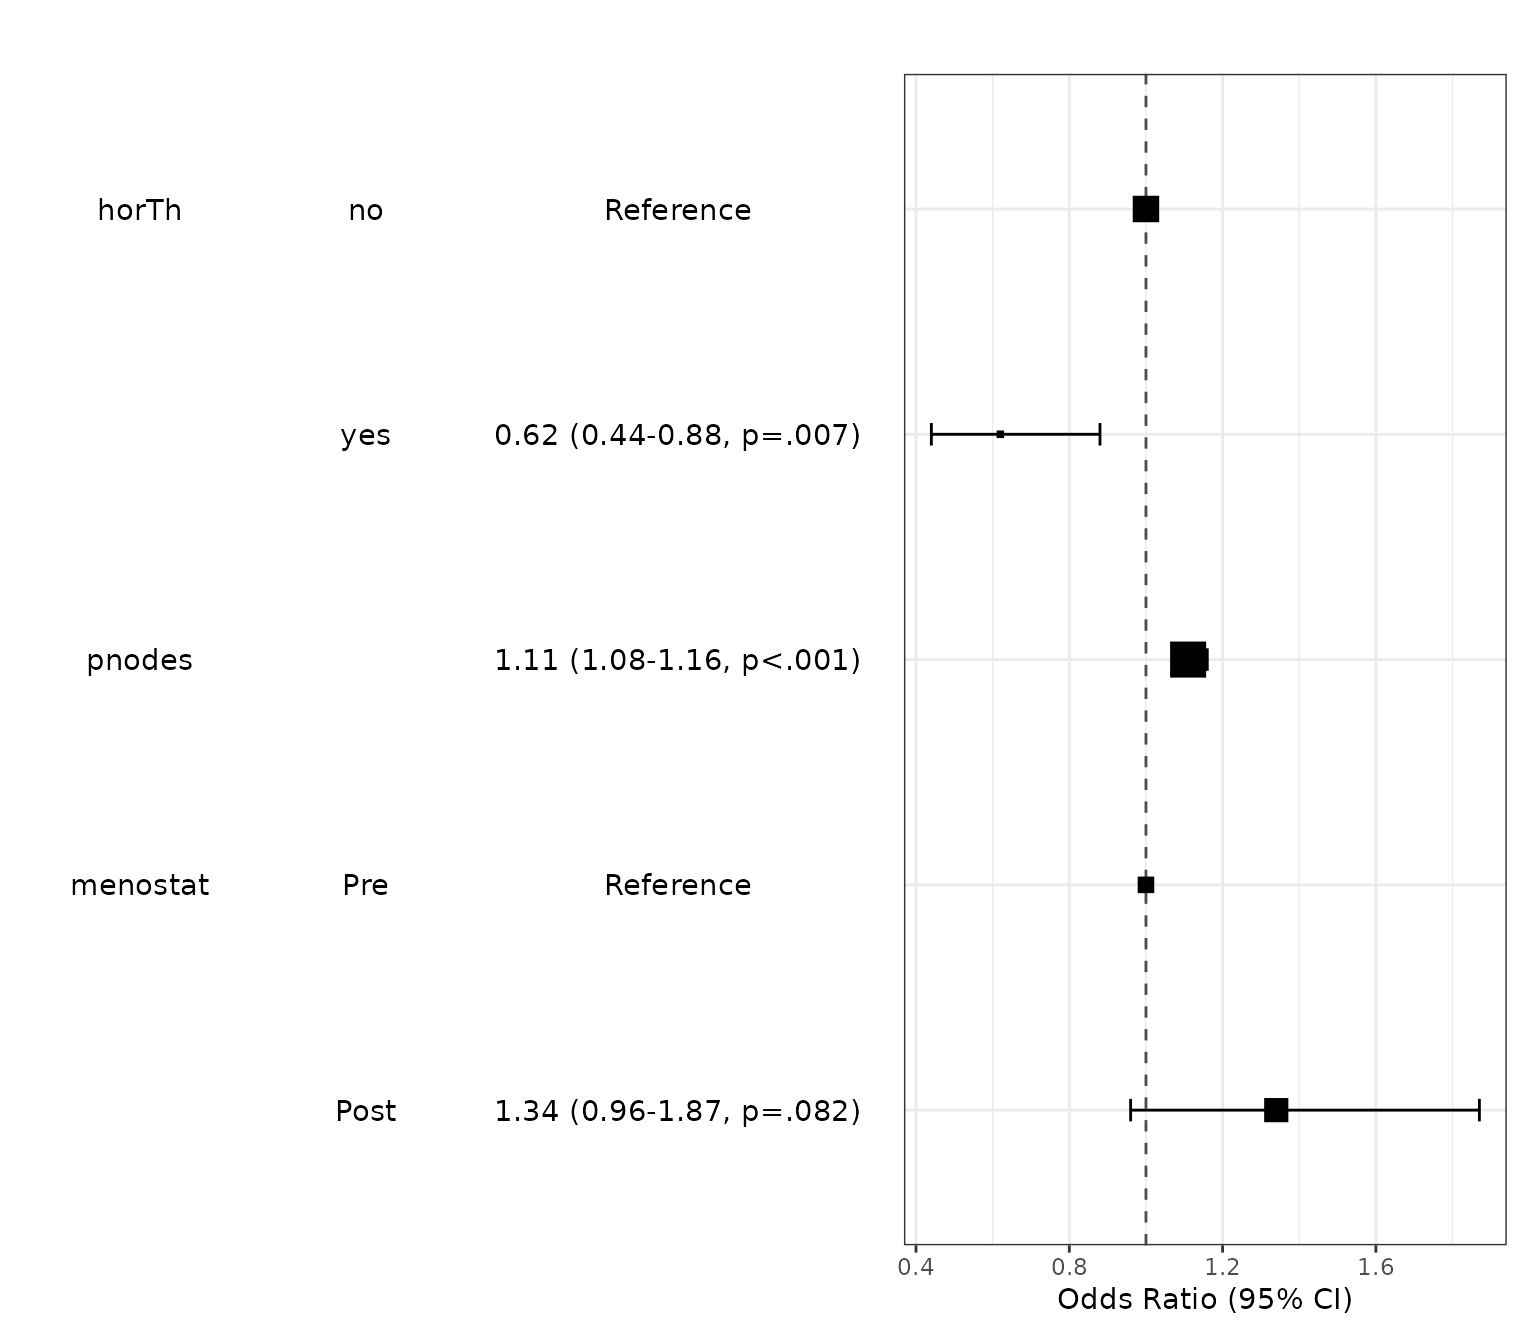 horTh no Reference
yes 0.62 (0.44-0.88, p=.007)
pnodes 1.11 (1.08-1.16, p<.001)
menostat Pre Reference
Post 1.34 (0.96-1.87, p=.082)
0.4 0.8 1.2 1.6
Odds Ratio (95% CI)